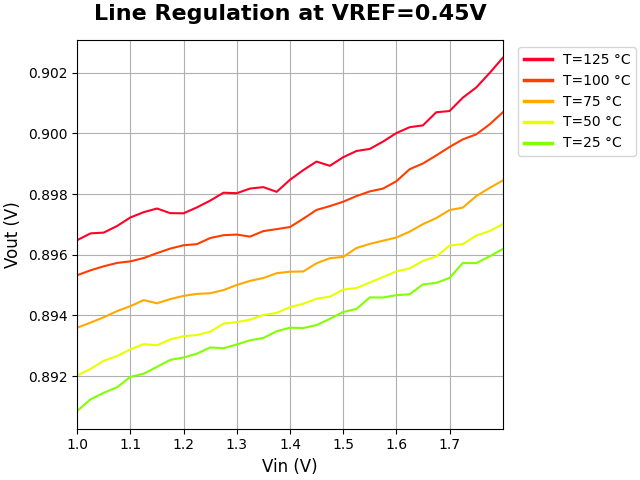 Line Regulation at VREF=0.45V
T=125 °C
T=100 °C
T=75 °C
T=50 °C
T=25 °C
Vout (V)
0.902
0.900
0.898
0.896
0.894
0.892
1.0 1.1 1.2 1.3 1.4 1.5 1.6 1.7
Vin (V)